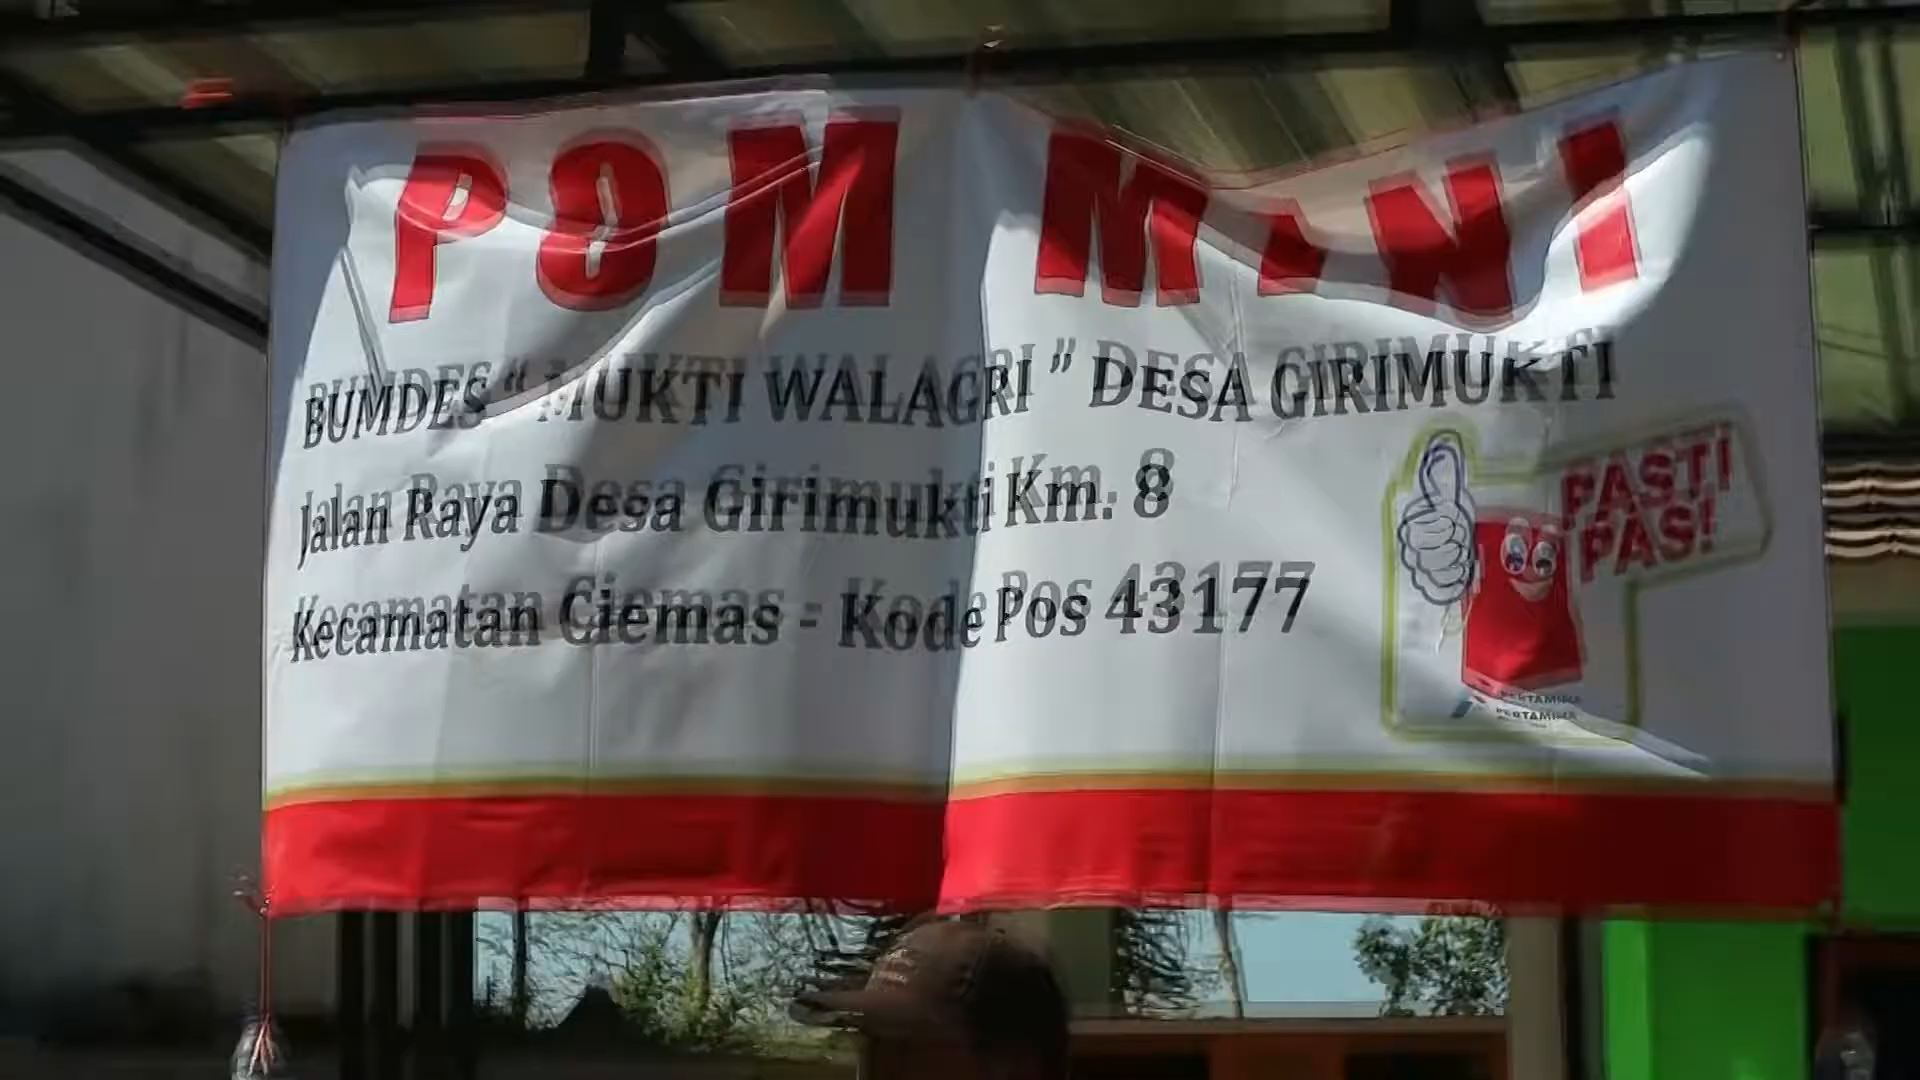 POM MINI
BUMDES “ MUKTI WALAGRI ” DESA GIRIMUKTI
Jalan Raya Desa Girimukti Km. 8
Kecamatan Ciemas - Kode Pos 43177
PASTI
PAS!
PERTAMINA